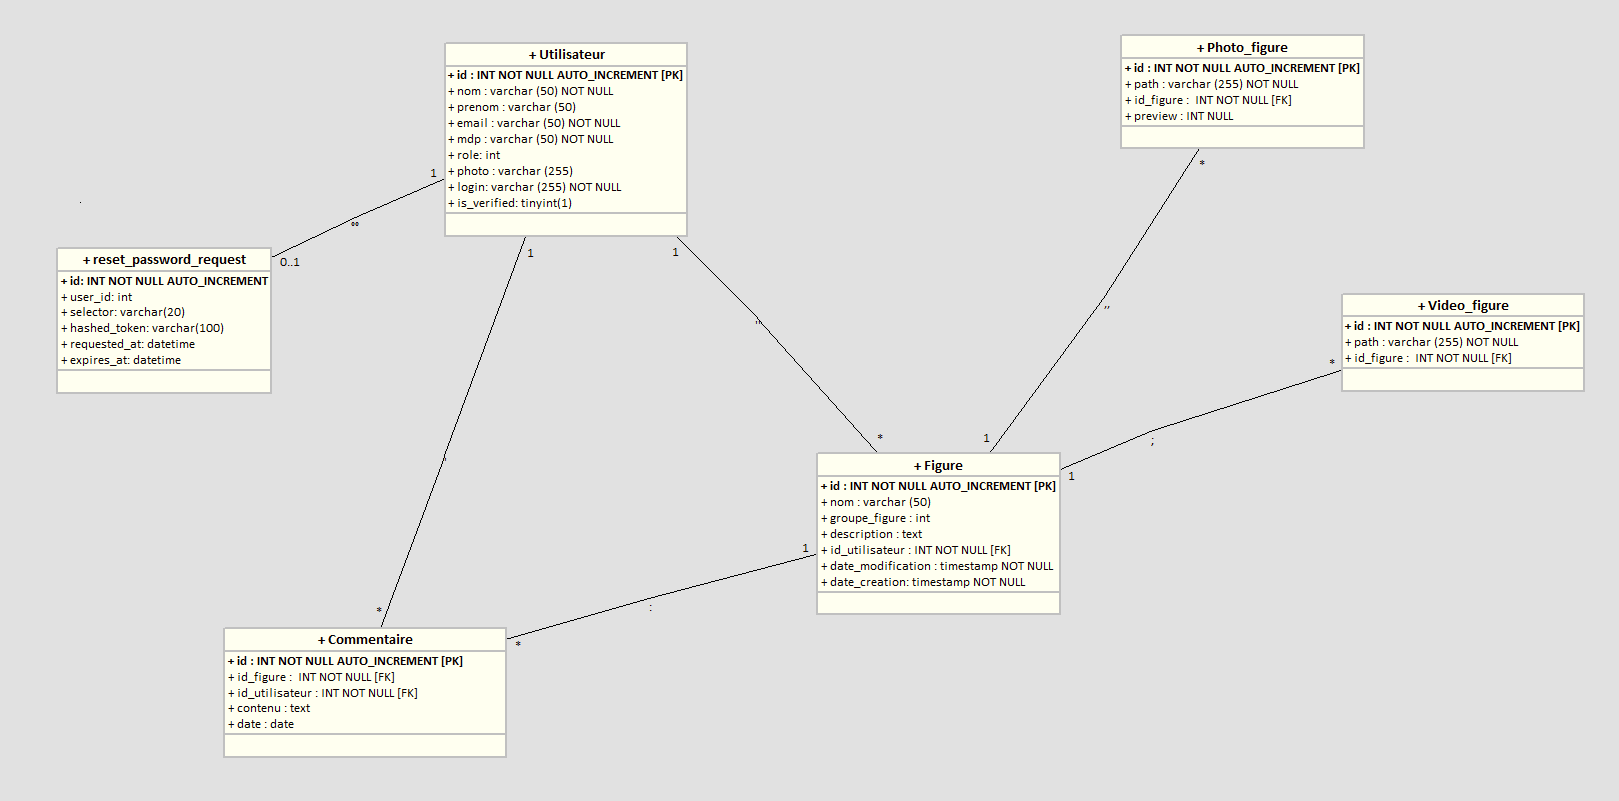 + Utilisateur
+ id : INT NOT NULL AUTO_INCREMENT [PK]
+ nom : varchar (50) NOT NULL
+ prenom : varchar (50)
+ email : varchar (50) NOT NULL
+ mdp : varchar (50) NOT NULL
+ role: int
+ photo : varchar (255)
+ login: varchar (255) NOT NULL
+ is_verified: tinyint(1)
+ Photo_figure
+ id : INT NOT NULL AUTO_INCREMENT [PK]
+ path : varchar (255) NOT NULL
+ id_figure :  INT NOT NULL [FK]
+ preview : INT NULL
1
0..1
1
1
*
+ reset_password_request
+ id: INT NOT NULL AUTO_INCREMENT
+ user_id: int
+ selector: varchar(20)
+ hashed_token: varchar(100)
+ requested_at: datetime
+ expires_at: datetime
+ Video_figure
+ id : INT NOT NULL AUTO_INCREMENT [PK]
+ path : varchar (255) NOT NULL
+ id_figure :  INT NOT NULL [FK]
*
''
,,
;
*
1
1
+ Figure
+ id : INT NOT NULL AUTO_INCREMENT [PK]
+ nom : varchar (50)
+ groupe_figure : int
+ description : text
+ id_utilisateur : INT NOT NULL [FK]
+ date_modification : timestamp NOT NULL
+ date_creation: timestamp NOT NULL
1
:
*
*
+ Commentaire
+ id : INT NOT NULL AUTO_INCREMENT [PK]
+ id_figure :  INT NOT NULL [FK]
+ id_utilisateur : INT NOT NULL [FK]
+ contenu : text
+ date : date